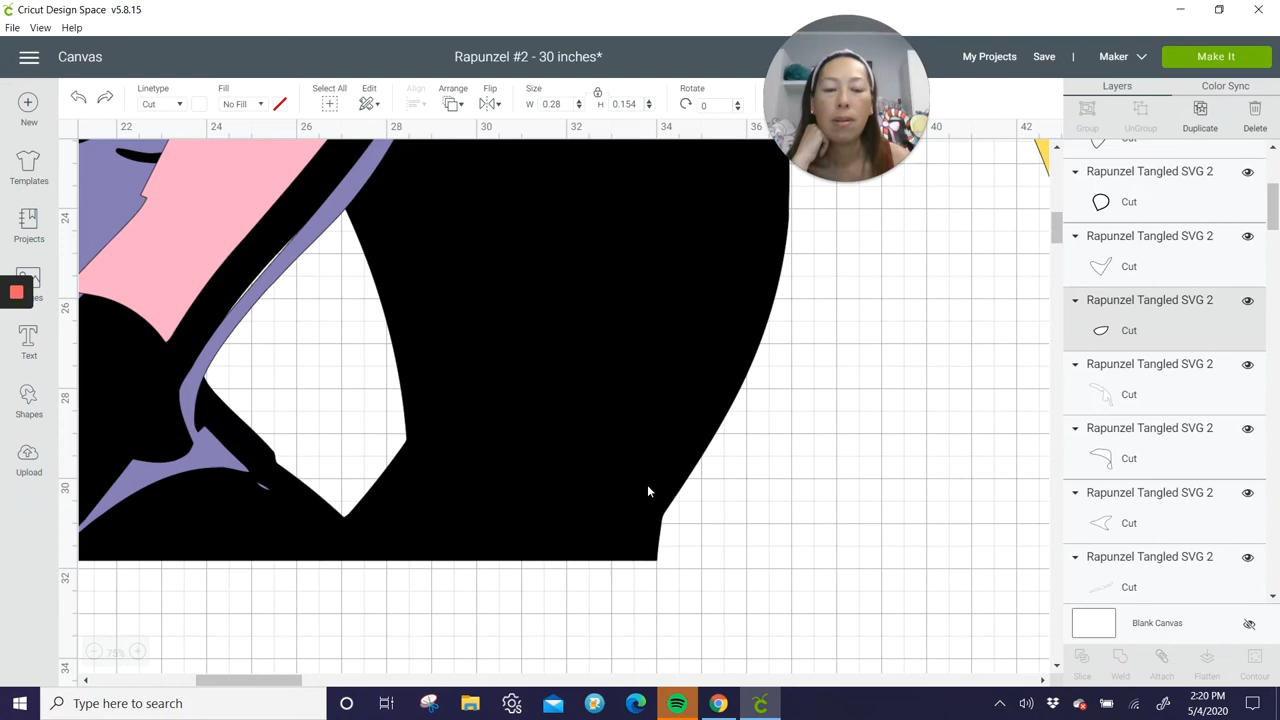 Cricut Design Space v5.8.15
File View Help
Canvas
Rapunzel #2 - 30 inches*
My Projects Save | Maker Make It
Linetype Fill Select All Edit Align Arrange Flip Size Rotate
Cut No Fill W 0.28 H 0.154 0
Layers Color Sync
Group UnGroup Duplicate Delete
22 24 26 28 30 32 34 36 40 42
24
26
28
30
32
34
New
Templates
Projects
Text
Shapes
Upload
Rapunzel Tangled SVG 2
Cut
Rapunzel Tangled SVG 2
Cut
Rapunzel Tangled SVG 2
Cut
Rapunzel Tangled SVG 2
Cut
Rapunzel Tangled SVG 2
Cut
Rapunzel Tangled SVG 2
Cut
Rapunzel Tangled SVG 2
Cut
Blank Canvas
Slice Weld Attach Flatten Contour
75%
Type here to search
2:20 PM
5/4/2020